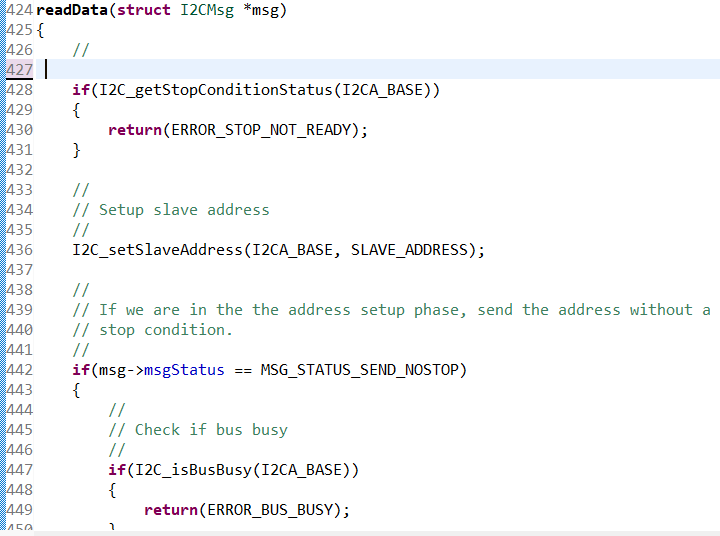 424 readData(struct I2CMsg *msg)
425 {
426     //
427
428     if(I2C_getStopConditionStatus(I2CA_BASE))
429     {
430         return(ERROR_STOP_NOT_READY);
431     }
432
433     //
434     // Setup slave address
435     //
436     I2C_setSlaveAddress(I2CA_BASE, SLAVE_ADDRESS);
437
438     //
439     // If we are in the the address setup phase, send the address without a
440     // stop condition.
441     //
442     if(msg->msgStatus == MSG_STATUS_SEND_NOSTOP)
443     {
444         //
445         // Check if bus busy
446         //
447         if(I2C_isBusBusy(I2CA_BASE))
448         {
449             return(ERROR_BUS_BUSY);
450         }